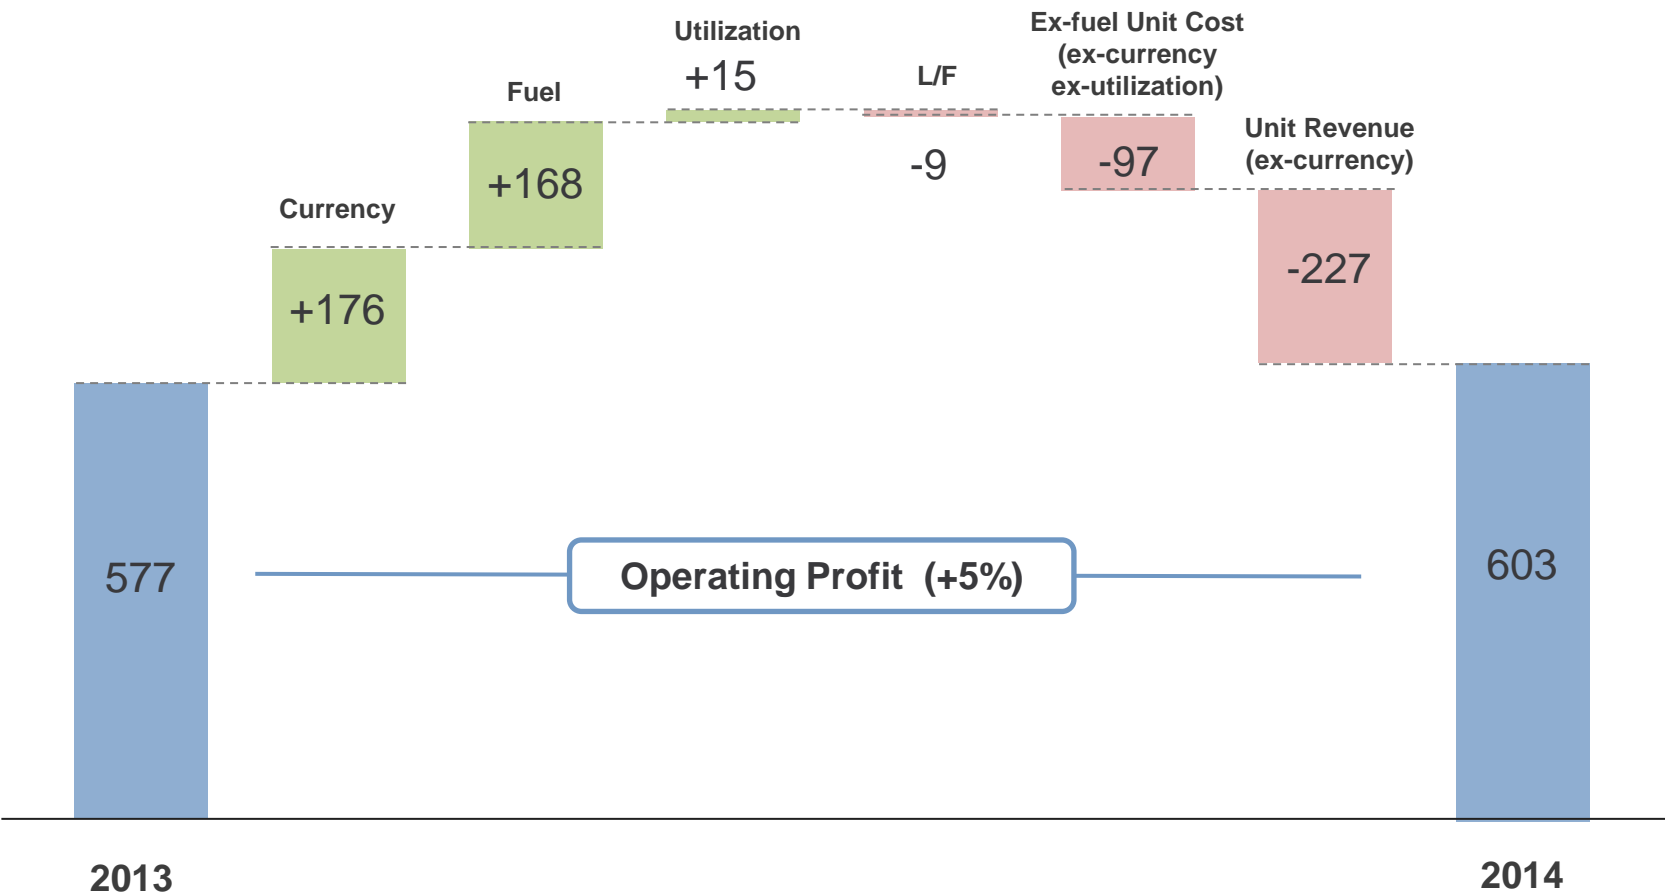 Utilization
+15
Ex-fuel Unit Cost
(ex-currency
ex-utilization)
L/F
Fuel
Unit Revenue
(ex-currency)
-9
-97
+168
Currency
-227
+176
577
Operating Profit (+5%)
603
2013
2014